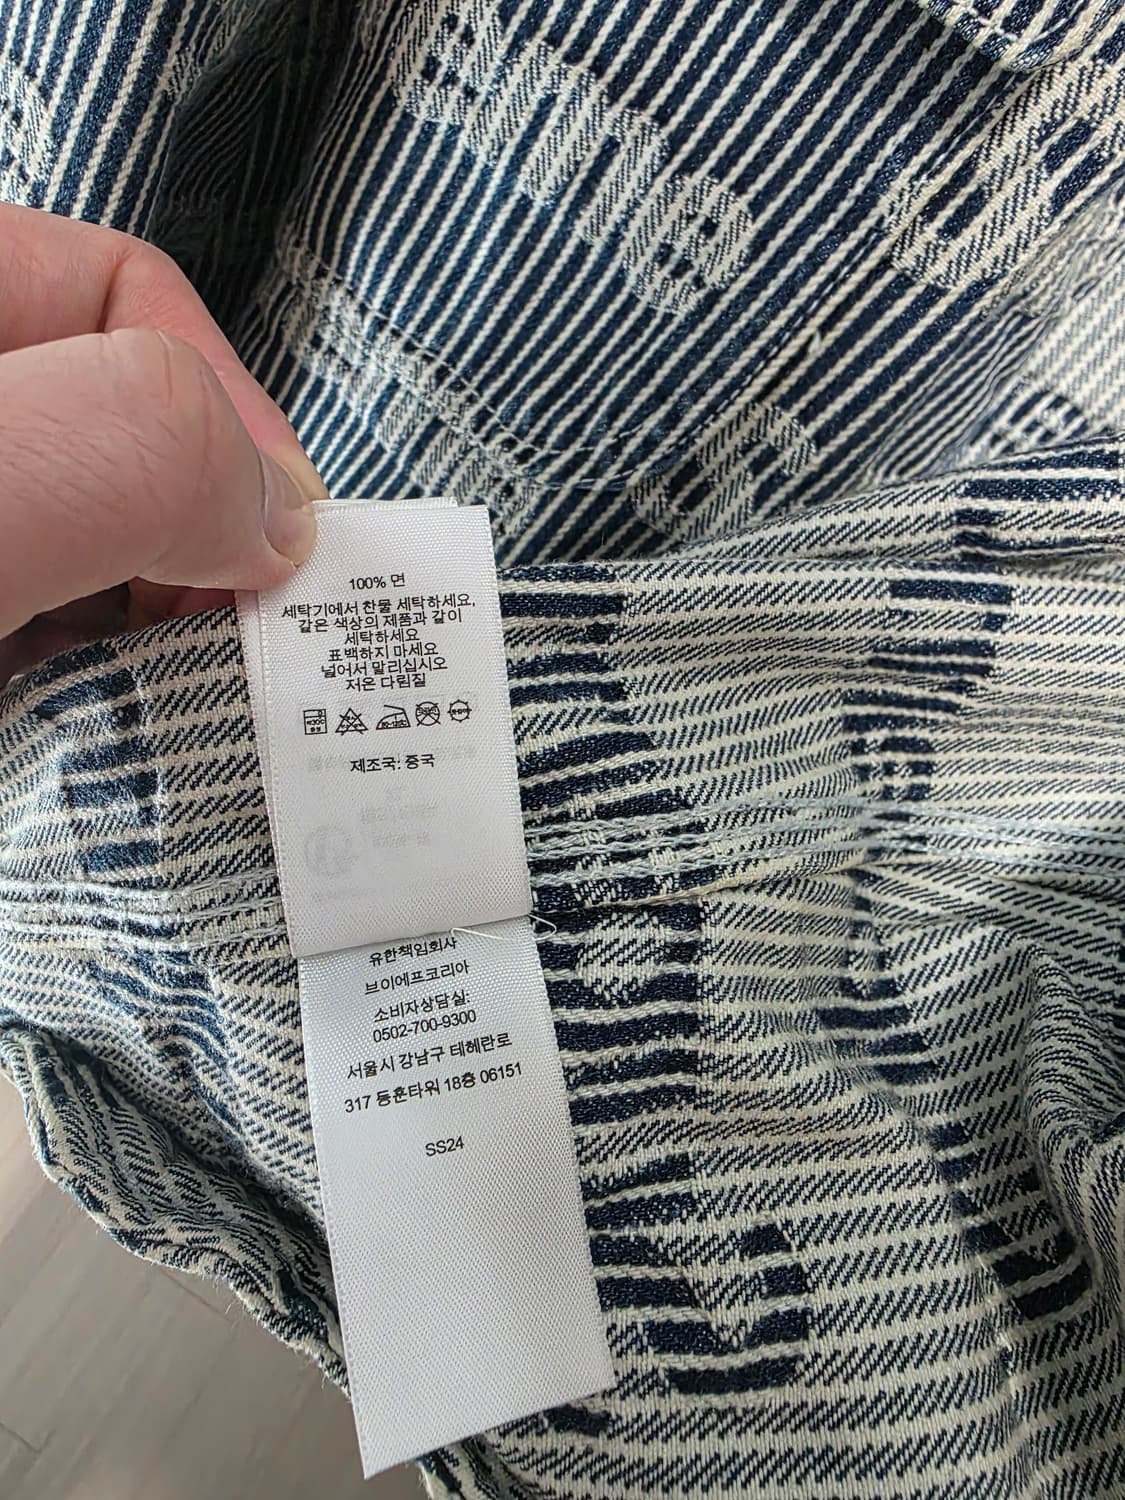 100% 면
세탁기에서 찬물 세탁하세요,
같은 색상의 제품과 같이
세탁하세요
표백하지 마세요
널어서 말리십시오
저온 다림질
제조국: 중국
유한책임회사
브이에프코리아
소비자상담실:
0502-700-9300
서울시 강남구 테헤란로
317 동훈타워 18층 06151
SS24